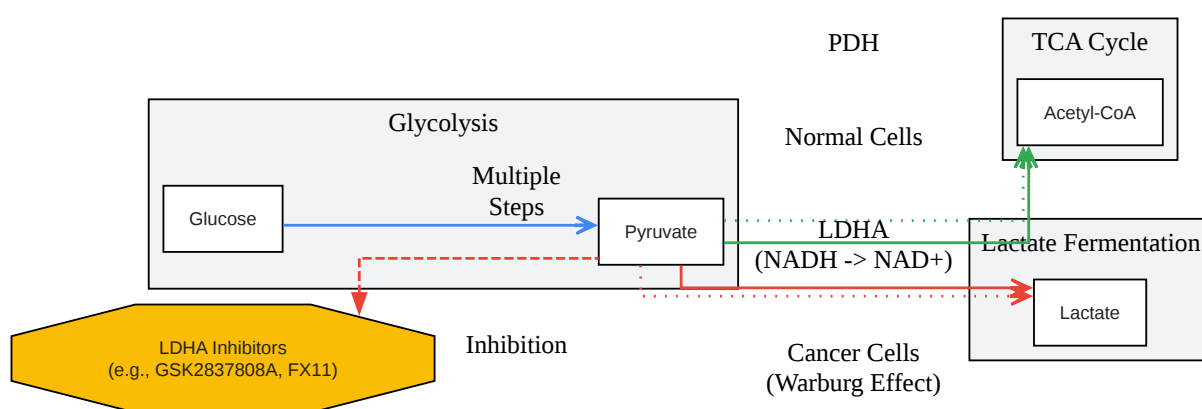 PDH
TCA Cycle
Acetyl-CoA
Glycolysis
Normal Cells
Multiple
Steps
Glucose
Pyruvate
LDHA
(NADH -> NAD+)
Lactate Fermentation
Lactate
LDHA Inhibitors
(e.g., GSK2837808A, FX11)
Inhibition
Cancer Cells
(Warburg Effect)